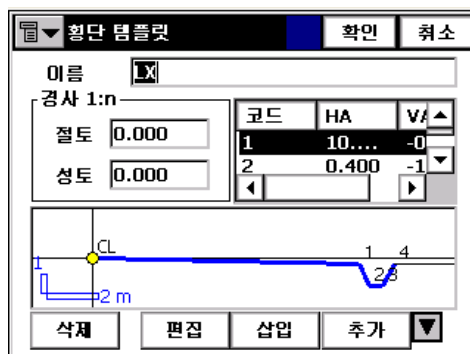 횡단 템플릿 확인 취소
이름 LX
경사 1:n
절토 0.000
성토 0.000
코드 HA
1 10.... -0
2 0.400 -1
CL 1 4
1 2 3
2 m
삭제 편집 삽입 추가